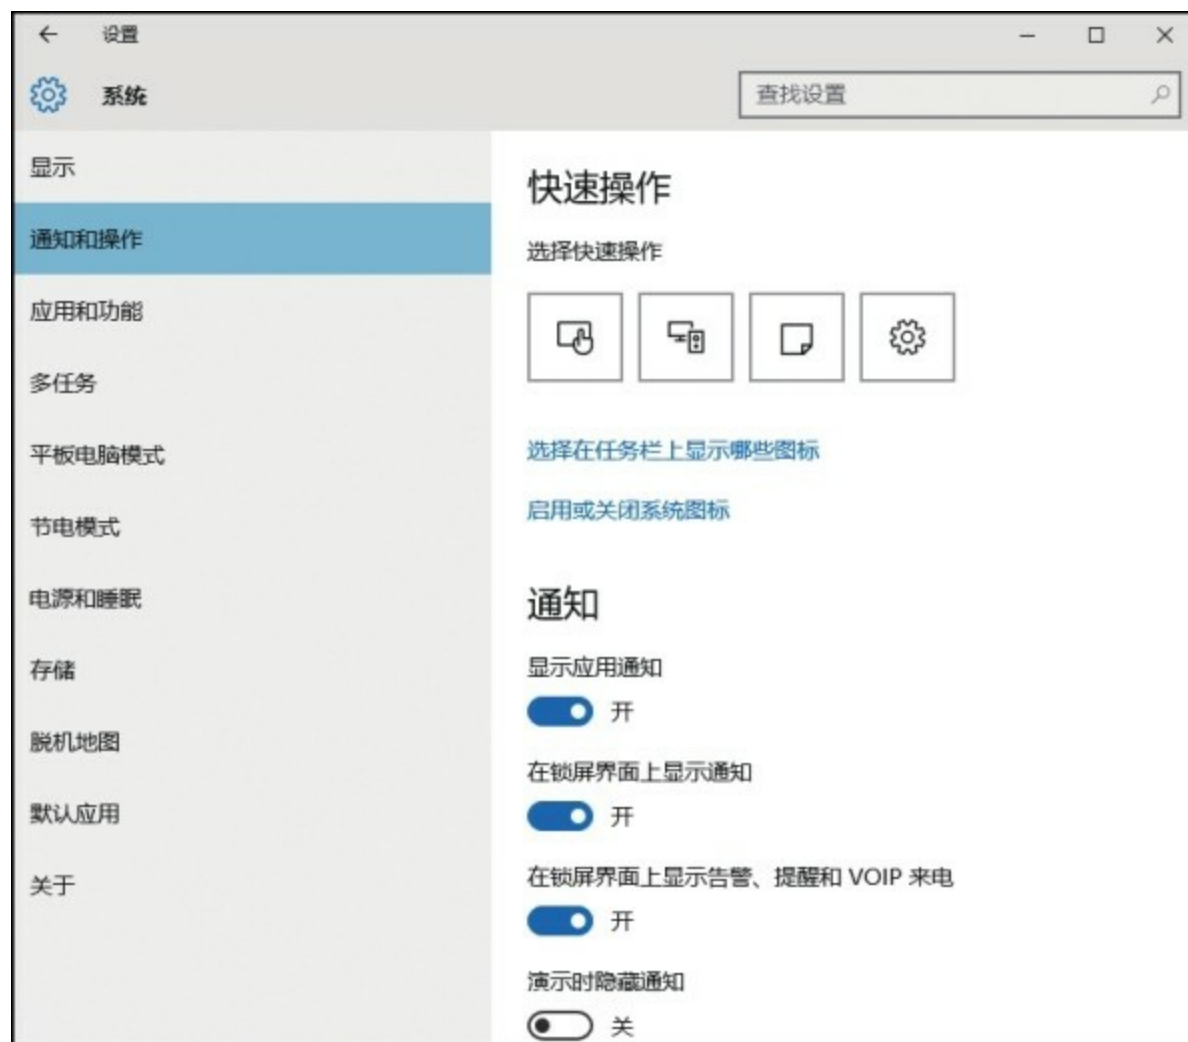 设置
系统
查找设置
显示
通知和操作
应用和功能
多任务
平板电脑模式
节电模式
电源和睡眠
存储
脱机地图
默认应用
关于
快速操作
选择快速操作
选择在任务栏上显示哪些图标
启用或关闭系统图标
通知
显示应用通知
开
在锁屏界面上显示通知
开
在锁屏界面上显示告警、提醒和 VOIP 来电
开
演示时隐藏通知
关